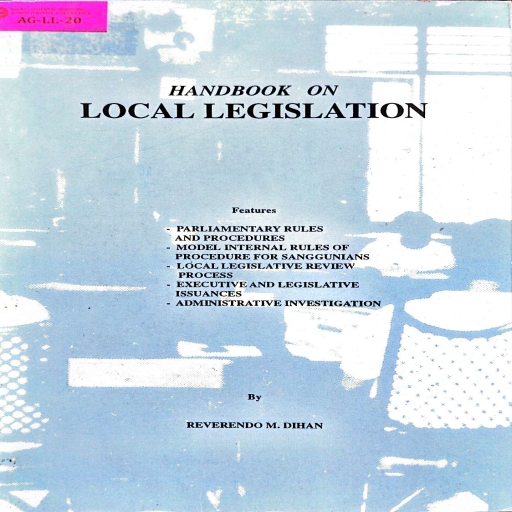 AG-LL-20
HANDBOOK ON
LOCAL LEGISLATION
Features
- PARLIAMENTARY RULES
AND PROCEDURES
- MODEL INTERNAL RULES OF
PROCEDURE FOR SANGGUNIANS
- LOCAL LEGISLATIVE REVIEW
PROCESS
- EXECUTIVE AND LEGISLATIVE
ISSUANCES
- ADMINISTRATIVE INVESTIGATION
By
REVERENDO M. DIHAN